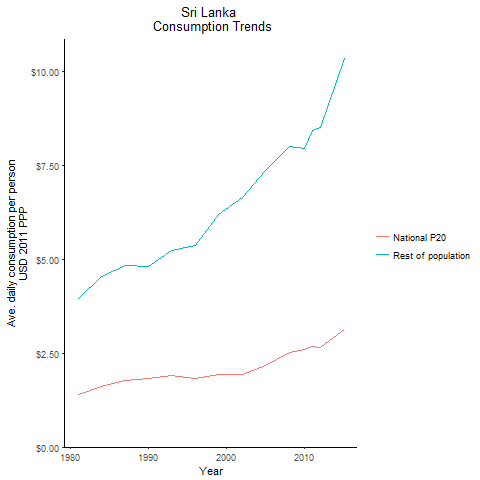 Sri Lanka
Consumption Trends
$10.00
$7.50
$5.00
$2.50
$0.00
Ave. daily consumption per person
USD 2011 PPP
1980
1990
2000
2010
Year
National P20
Rest of population